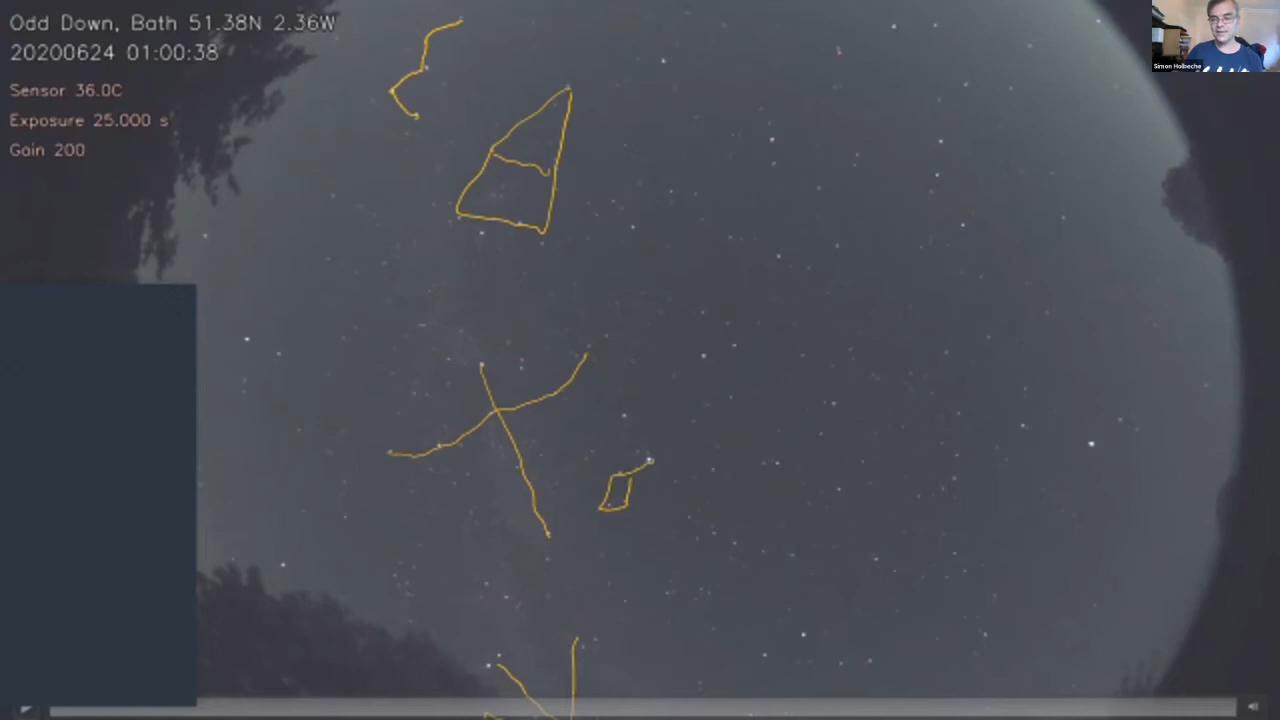 Odd Down, Bath 51.38N 2.36W
20200624 01:00:38
Sensor 36.0C
Exposure 25.000 s
Gain 200
Simon Holbeche